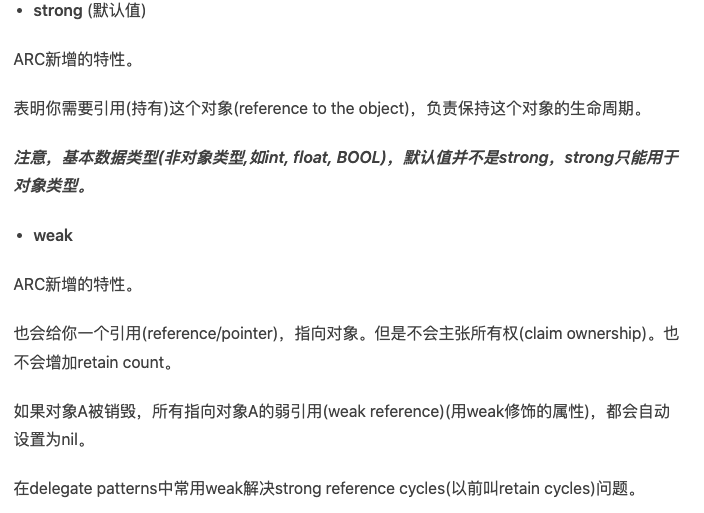 • strong (默认值)
ARC新增的特性。
表明你需要引用(持有)这个对象(reference to the object)，负责保持这个对象的生命周期。
注意，基本数据类型(非对象类型,如int, float, BOOL)，默认值并不是strong，strong只能用于
对象类型。
• weak
ARC新增的特性。
也会给你一个引用(reference/pointer)，指向对象。但是不会主张所有权(claim ownership)。也
不会增加retain count。
如果对象A被销毁，所有指向对象A的弱引用(weak reference)(用weak修饰的属性)，都会自动
设置为nil。
在delegate patterns中常用weak解决strong reference cycles(以前叫retain cycles)问题。